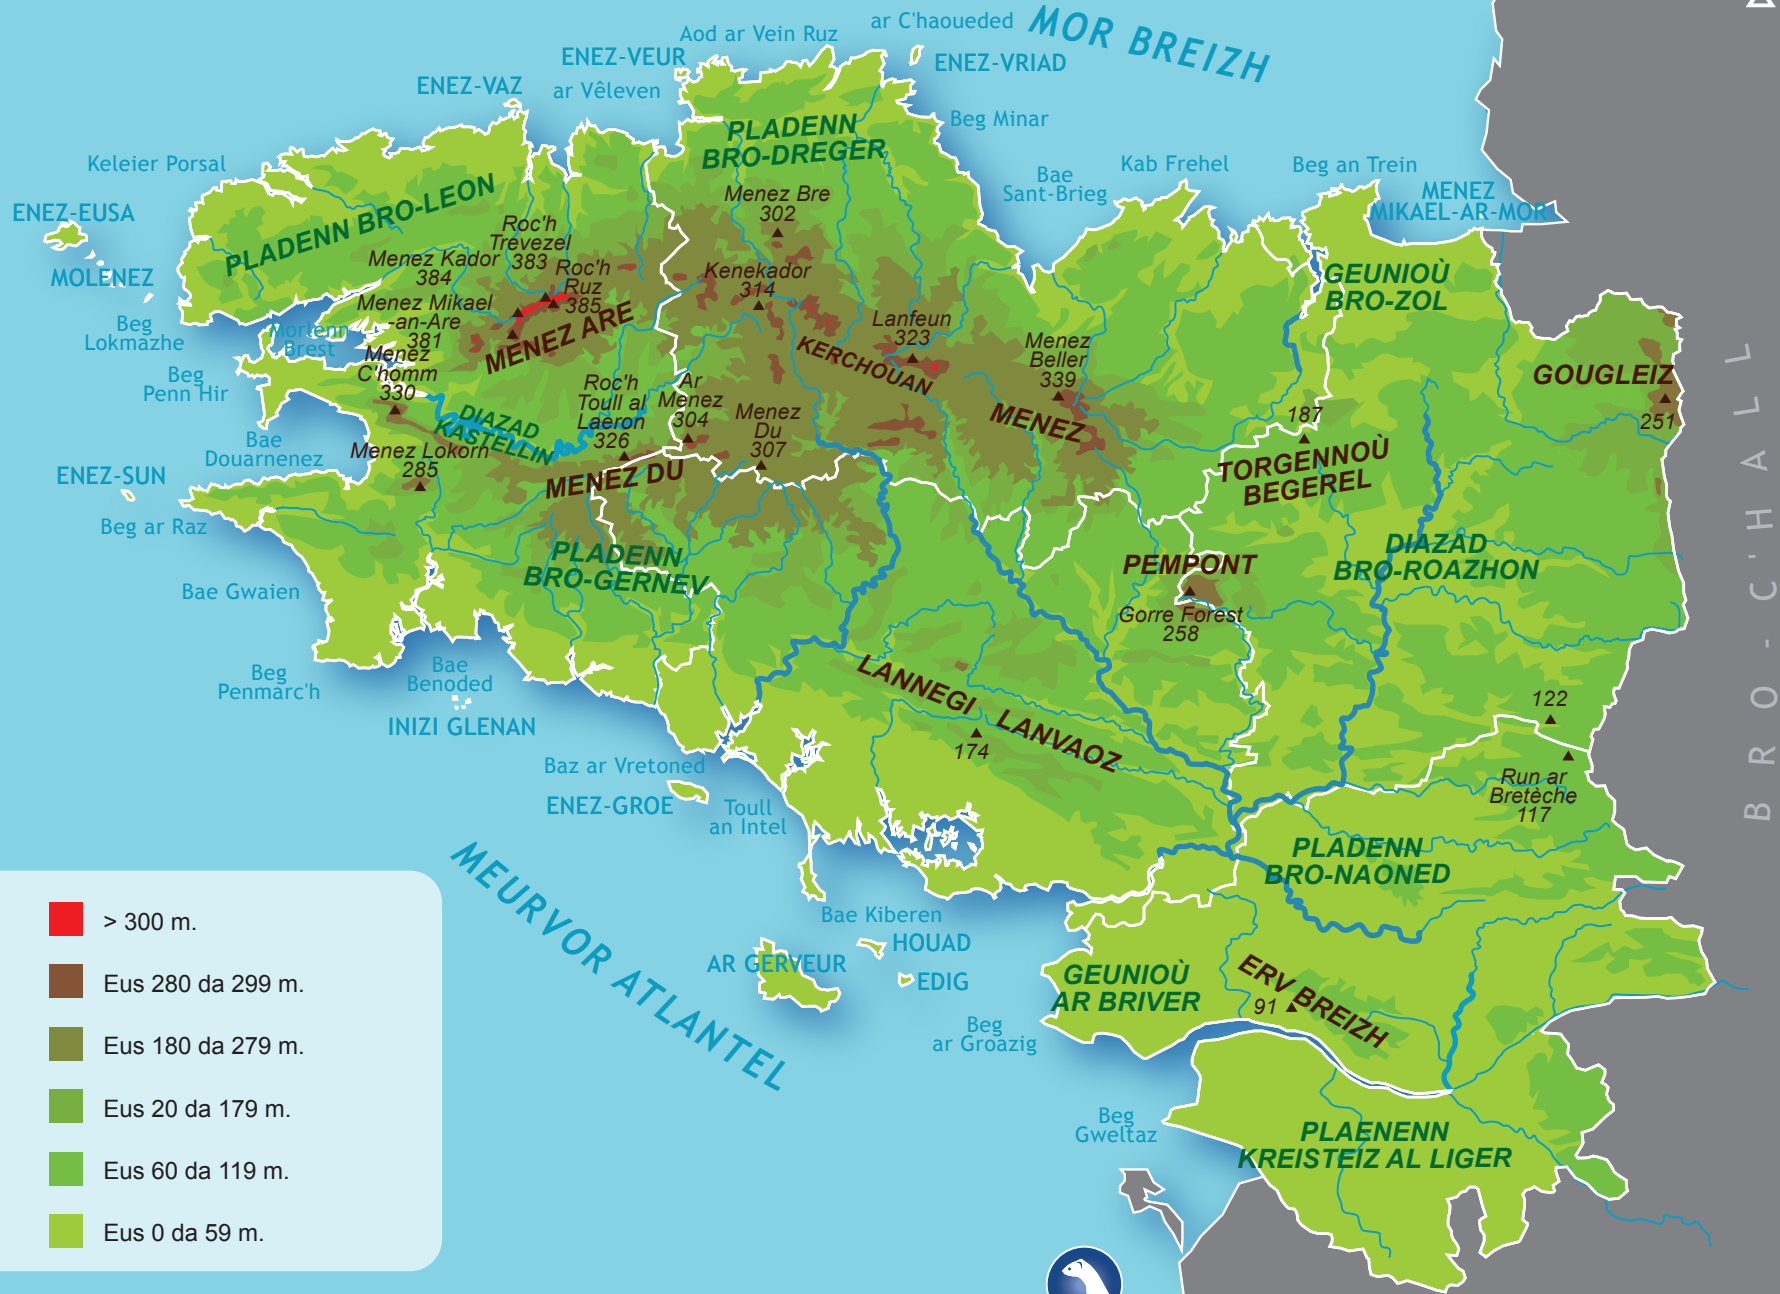 ar C'haoueded
MOR BREIZH
Aod ar Vein Ruz
ENEZ-VEUR
ENEZ-VRIAD
ENEZ-VAZ
ar Vêleven
Beg Minar
PLADENN
BRO-DREGER
Keleier Porsal
Kab Frehel
Beg an Trein
Bae
Sant-Brieg
MENEZ
MIKAEL-AR-MOR
ENEZ-EUSA
PLADENN BRO-LEON
Menez Bre
302
Roc'h
Trevezel
383
Menez Kador
384
Roc'h
Ruz
385
Kenekador
314
MOLENEZ
GEUNIOÙ
BRO-ZOL
Menez Mikael
-an-Are
381
MENEZ ARE
Beg
Lokmazhe
Morlenn
Brest
Lanfeun
323
KERCHOUAN
Menez
Beller
339
Menez
C'homm
330
Beg
Penn Hir
GOUGLEIZ
251
Roc'h
Toull al
Laeron
326
Ar
Menez
304
Menez
Du
307
MENEZ
187
DIAZAD
KASTELLIN
Bae
Douarnenez
Menez Lokorn
285
TORGENNOÙ
BEGEREL
ENEZ-SUN
MENEZ DU
Beg ar Raz
DIAZAD
BRO-ROAZHON
PLADENN
BRO-GERNEV
PEMPONT
Gorre Forest
258
Bae Gwaien
BRO-C'HALL
Beg
Penmarc'h
Bae
Benoded
INIZI GLENAN
LANNEGI LANVAOZ
174
122
Run ar
Bretèche
117
Baz ar Vretoned
ENEZ-GROE
Toull
an Intel
PLADENN
BRO-NAONED
MEURVOR ATLANTEL
Bae Kiberen
HOUAD
AR GERVEUR
EDIG
GEUNIOÙ
AR BRIVER
ERV BREIZH
91
Beg
ar Groazig
Beg
Gweltaz
PLAENENN
KREISTEIZ AL LIGER
> 300 m.
Eus 280 da 299 m.
Eus 180 da 279 m.
Eus 20 da 179 m.
Eus 60 da 119 m.
Eus 0 da 59 m.